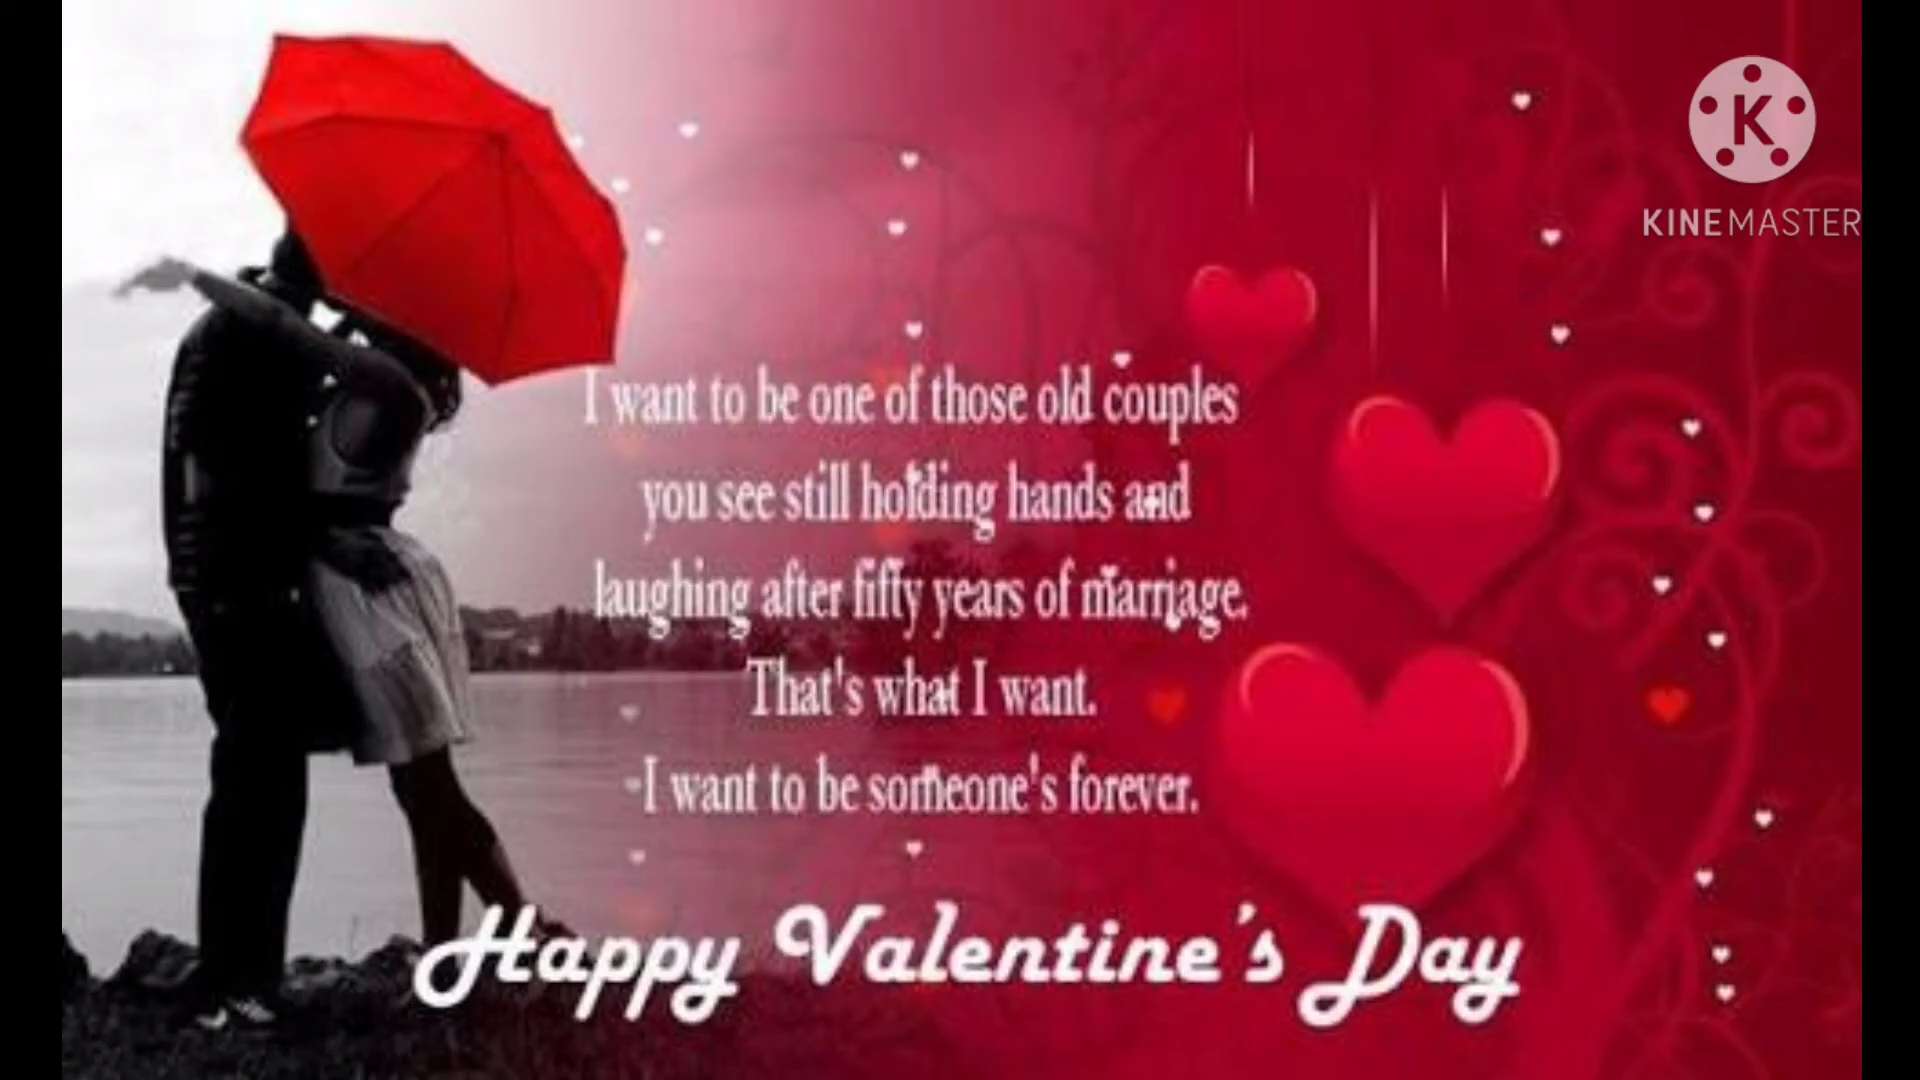 K
KINEMASTER
I want to be one of those old couples
you see still holding hands and
laughing after fifty years of marriage.
That's what I want.
-I want to be someone's forever.
Happy Valentine's Day